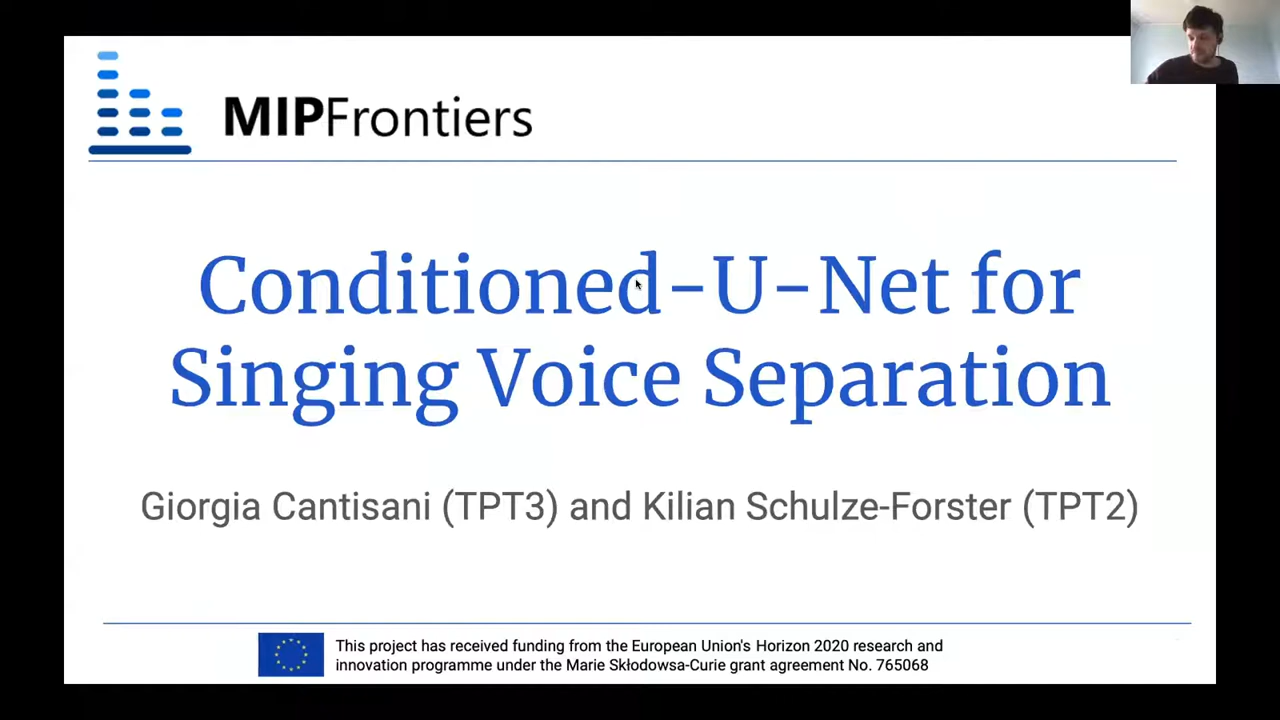 MIPFrontiers
Conditioned-U-Net for
Singing Voice Separation
Giorgia Cantisani (TPT3) and Kilian Schulze-Forster (TPT2)
This project has received funding from the European Union's Horizon 2020 research and
innovation programme under the Marie Skłodowsa-Curie grant agreement No. 765068